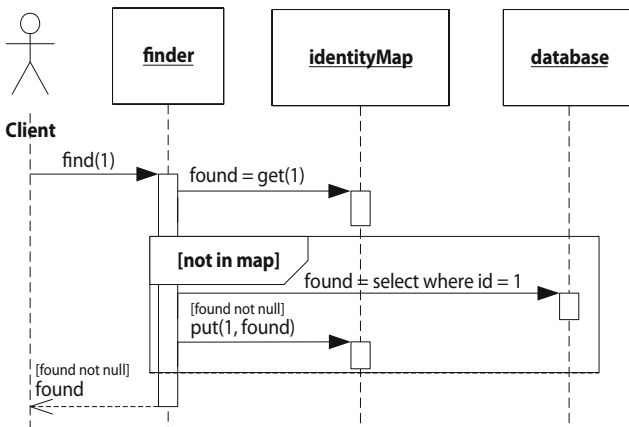 finder
identityMap
database
Client
find(1)
found = get(1)
[not in map]
found = select where id = 1
[found not null]
put(1, found)
[found not null]
found